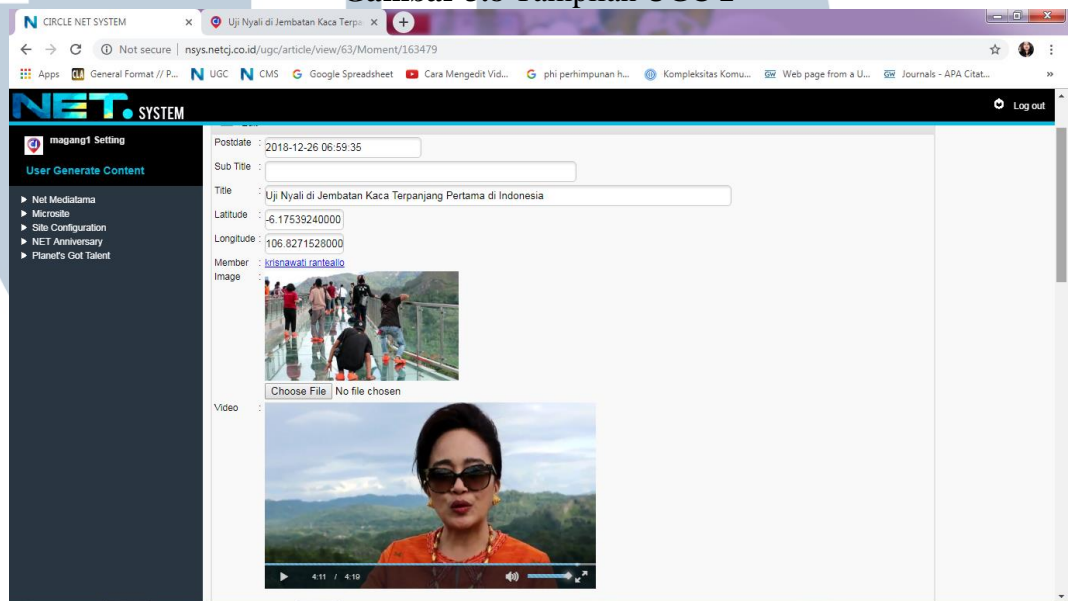 CIRCLE NET SYSTEM
Uji Nyali di Jembatan Kaca Terpa
Not secure | nsys.netcj.co.id/ugc/article/view/63/Moment/163479
Apps General Format // P... UGC CMS Google Spreadsheet Cara Mengedit Vid... phi perhimpunan h... Kompleksitas Komu... Web page from a U... Journals - APA Citat... »
NET. SYSTEM
Log out
magang1 Setting
User Generate Content
Net Mediatama
Microsite
Site Configuration
NET Anniversary
Planet's Got Talent
Postdate : 2018-12-26 06:59:35
Sub Title :
Title : Uji Nyali di Jembatan Kaca Terpanjang Pertama di Indonesia
Latitude : -6.17539240000
Longitude : 106.8271528000
Member : krisnawati ranteallo
Image :
Choose File No file chosen
Video :
4:11 / 4:19